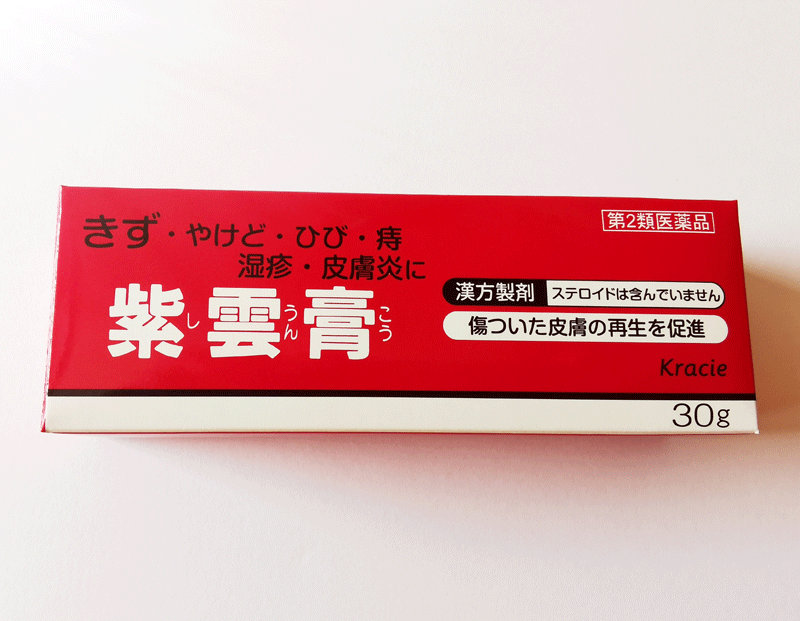 第2類医薬品
きず・やけど・ひび・痔
湿疹・皮膚炎に
紫し雲うん膏こう
漢方製剤 ステロイドは含んでいません
傷ついた皮膚の再生を促進
Kracie
30g